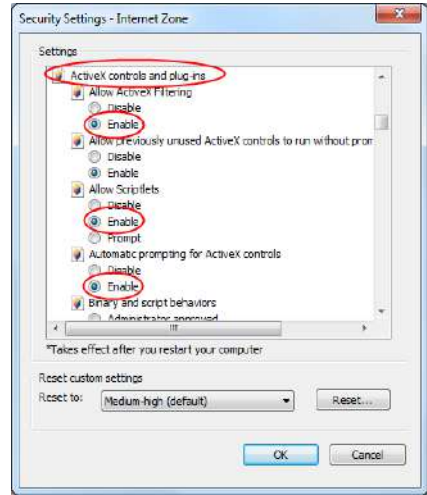 Security Settings - Internet Zone
Settings
ActiveX controls and plug-ins
Allow ActiveX Filtering
Disable
Enable
Allow previously unused ActiveX controls to run without prom
Disable
Enable
Allow Scriptlets
Disable
Enable
Prompt
Automatic prompting for ActiveX controls
Disable
Enable
Binary and script behaviors
Administrator approved
*Takes effect after you restart your computer
Reset custom settings
Reset to: Medium-high (default) Reset...
OK Cancel